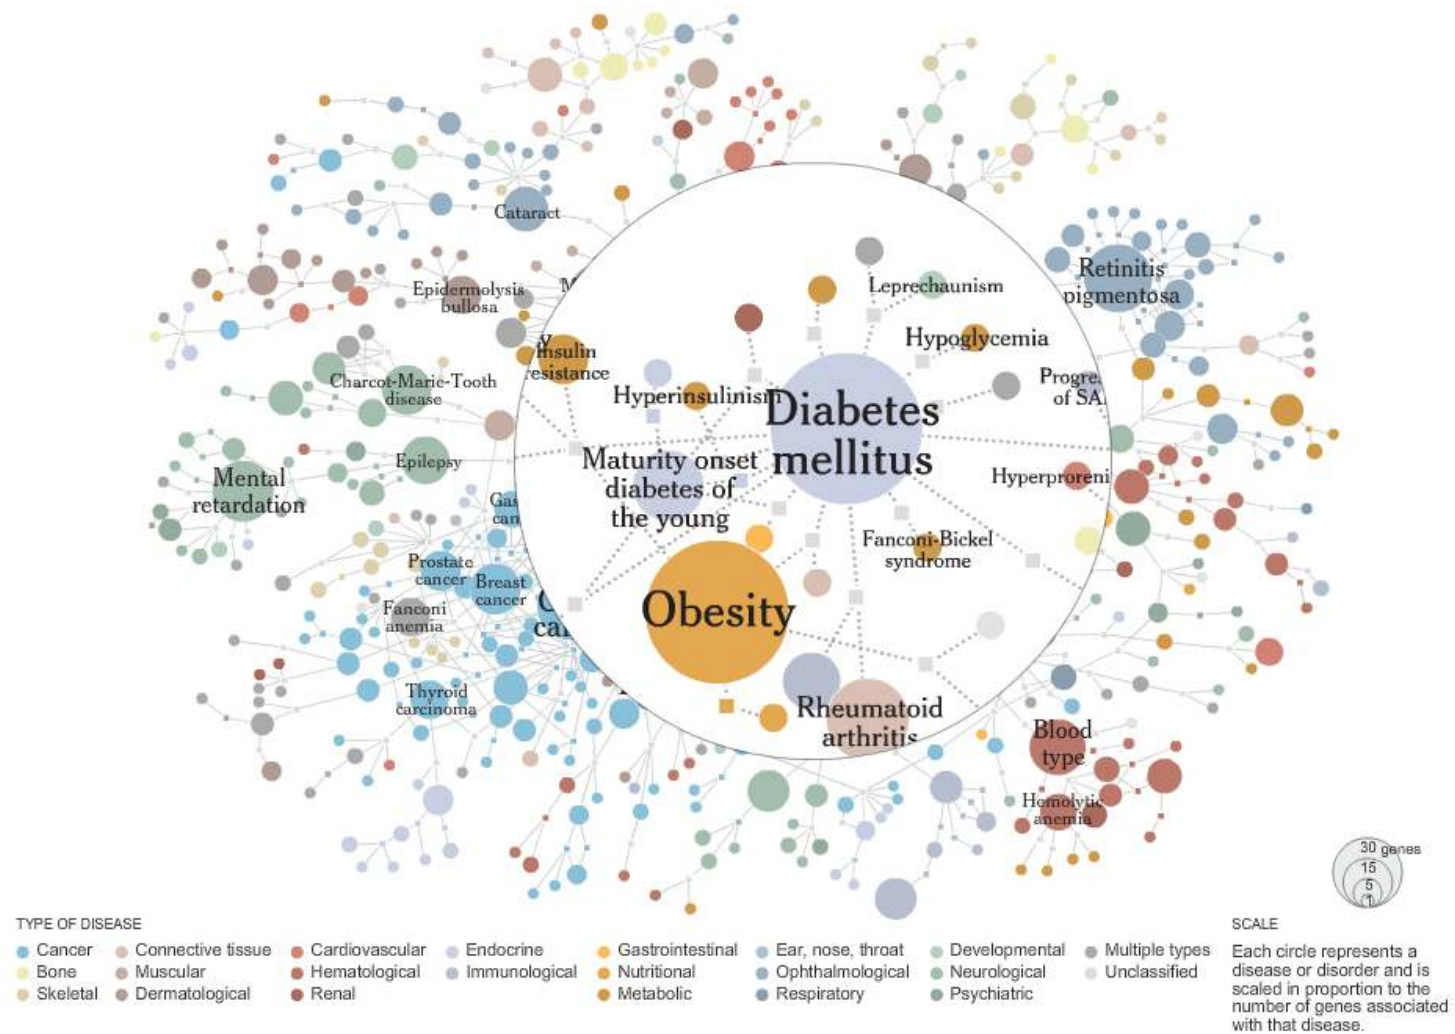 Cataract
Retinitis
pigmentosa
Leprechaunism
Epidermolysis
bullosa
M
Hypoglycemia
Insulin
resistance
Charcot-Marie-Tooth
disease
Hyperinsulinism
Diabetes
mellitus
Progre
of SA
Epilepsy
Mental
retardation
Maturity onset
diabetes of
the young
Hyperproreni
Gas
can
Fanconi-Bickel
syndrome
Prostate
cancer
Breast
cancer
Fanconi
anemia
Obesity
Thyroid
carcinoma
Rheumatoid
arthritis
Blood
type
Hemolytic
anemia
30 genes
15
5
1
TYPE OF DISEASE
Cancer
Bone
Skeletal
Connective tissue
Muscular
Dermatological
Cardiovascular
Hematological
Renal
Endocrine
Immunological
Gastrointestinal
Nutritional
Metabolic
Ear, nose, throat
Ophthalmological
Respiratory
Developmental
Neurological
Psychiatric
Multiple types
Unclassified
SCALE
Each circle represents a
disease or disorder and is
scaled in proportion to the
number of genes associated
with that disease.